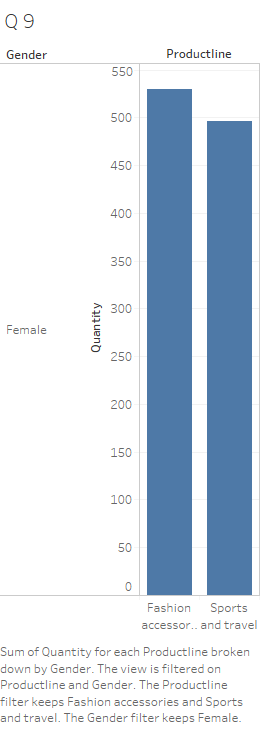 Q 9
Gender
Productline
550
500
450
400
350
300
250
200
150
100
50
0
Quantity
Female
Fashion accessor..
Sports and travel
Sum of Quantity for each Productline broken
down by Gender. The view is filtered on
Productline and Gender. The Productline
filter keeps Fashion accessories and Sports
and travel. The Gender filter keeps Female.